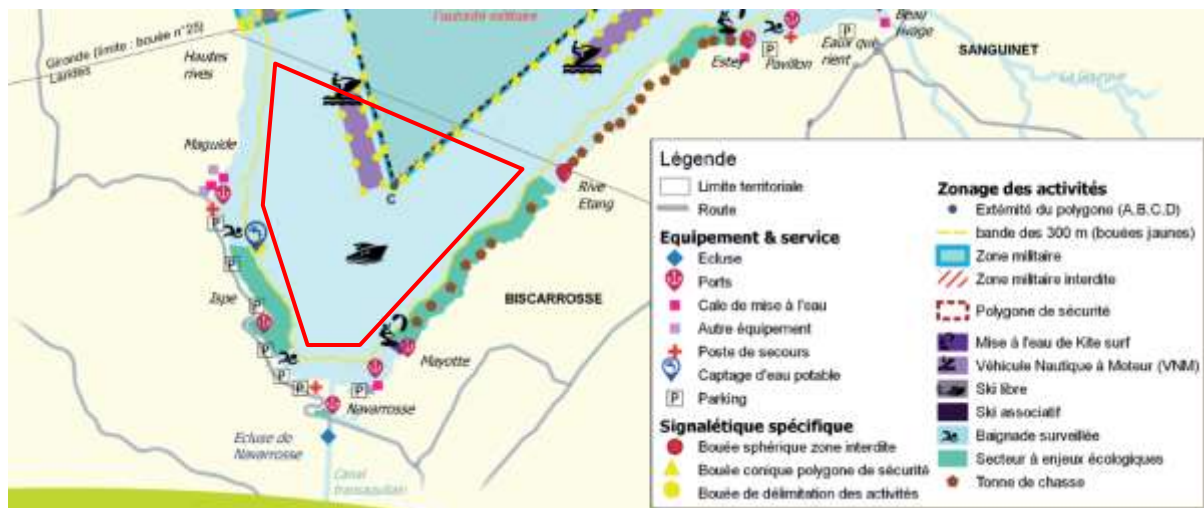 l'autorité militaire
Gironde (limite : bouée n°25)
Landes
Hautes
rives
Estey
Pavillon
Eaux qui
rient
Beau
rivage
SANGUINET
Maguide
P
C
Rive
Etang
P
Ispe
P
P
P
BISCARROSSE
Mayotte
P
P
Navarrosse
Ecluse de
Navarrosse
Canal
transaquitain
Légende
Limite territoriale
Route
Equipement & service
Ecluse
Ports
Cale de mise à l'eau
Autre équipement
Poste de secours
Captage d'eau potable
P Parking
Signalétique spécifique
Bouée sphérique zone interdite
Bouée conique polygone de sécurité
Bouée de délimitation des activités
Zonage des activités
Extémité du polygone (A.B.C.D)
bande des 300 m (bouées jaunes)
Zone militaire
Zone militaire interdite
Polygone de sécurité
Mise à l'eau de Kite surf
Véhicule Nautique à Moteur (VNM)
Ski libre
Ski associatif
Baignade surveillée
Secteur à enjeux écologiques
Tonne de chasse